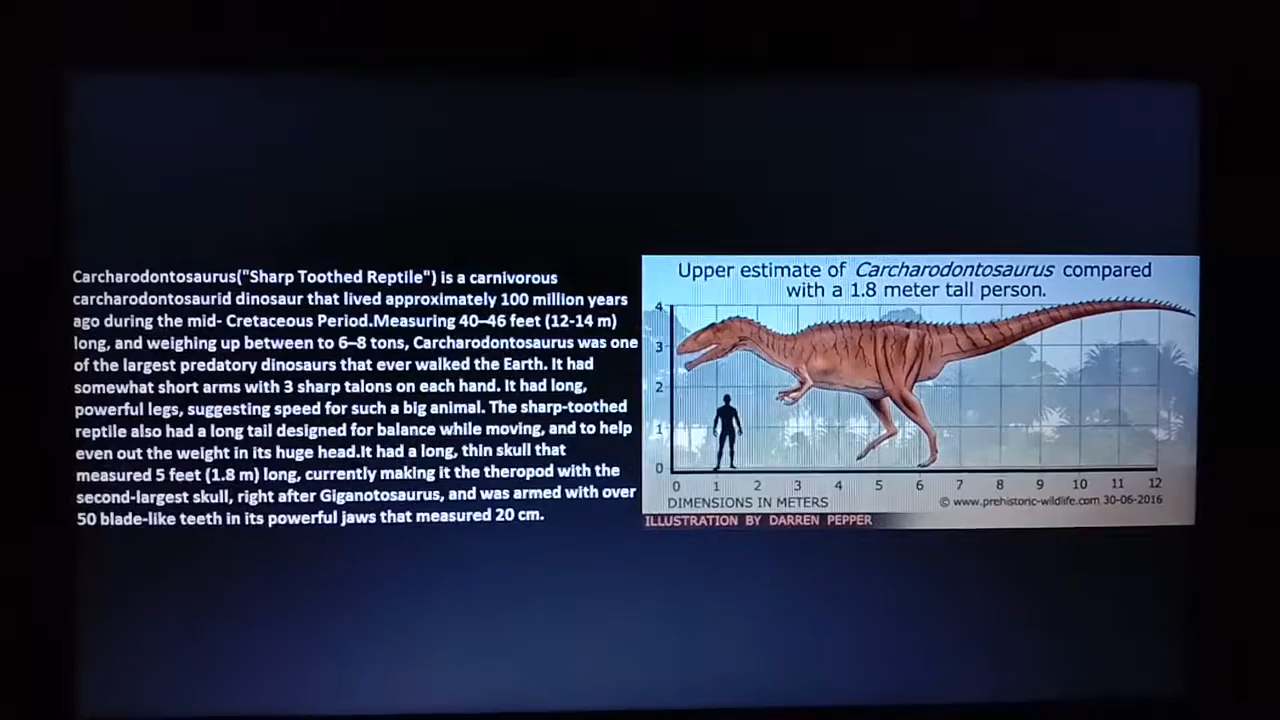 Carcharodontosaurus("Sharp Toothed Reptile") is a carnivorous
carcharodontosaurid dinosaur that lived approximately 100 million years
ago during the mid- Cretaceous Period.Measuring 40–46 feet (12-14 m)
long, and weighing up between to 6–8 tons, Carcharodontosaurus was one
of the largest predatory dinosaurs that ever walked the Earth. It had
somewhat short arms with 3 sharp talons on each hand. It had long,
powerful legs, suggesting speed for such a big animal. The sharp-toothed
reptile also had a long tail designed for balance while moving, and to help
even out the weight in its huge head.It had a long, thin skull that
measured 5 feet (1.8 m) long, currently making it the theropod with the
second-largest skull, right after Giganotosaurus, and was armed with over
50 blade-like teeth in its powerful jaws that measured 20 cm.
Upper estimate of Carcharodontosaurus compared
with a 1.8 meter tall person.
4
3
2
1
0
0 1 2 3 4 5 6 7 8 9 10 11 12
DIMENSIONS IN METERS © www.prehistoric-wildlife.com 30-06-2016
ILLUSTRATION BY DARREN PEPPER